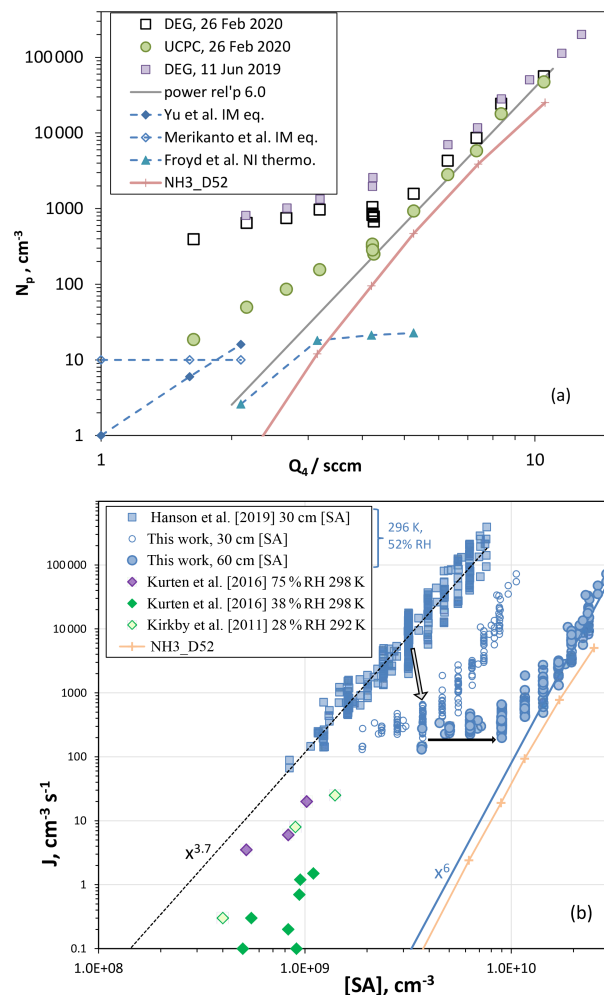 DEG, 26 Feb 2020
UCPC, 26 Feb 2020
DEG, 11 Jun 2019
power rel'p 6.0
Yu et al. IM eq.
Merikanto et al. IM eq.
Froyd et al. NI thermo.
NH3_D52
100 000
10 000
1000
100
10
1
Np , cm-3
1
10
Q4 / sccm
(a)
Hanson et al. [2019] 30 cm [SA]
This work, 30 cm [SA]
This work, 60 cm [SA]
Kurten et al. [2016] 75 % RH 298 K
Kurten et al. [2016] 38 % RH 298 K
Kirkby et al. [2011] 28 % RH 292 K
NH3_D52
296 K,
52% RH
100 000
10 000
1000
100
10
1
0.1
J, cm-3 s-1
x3.7
x6
(b)
1.0E+08
1.0E+09
1.0E+10
[SA], cm-3